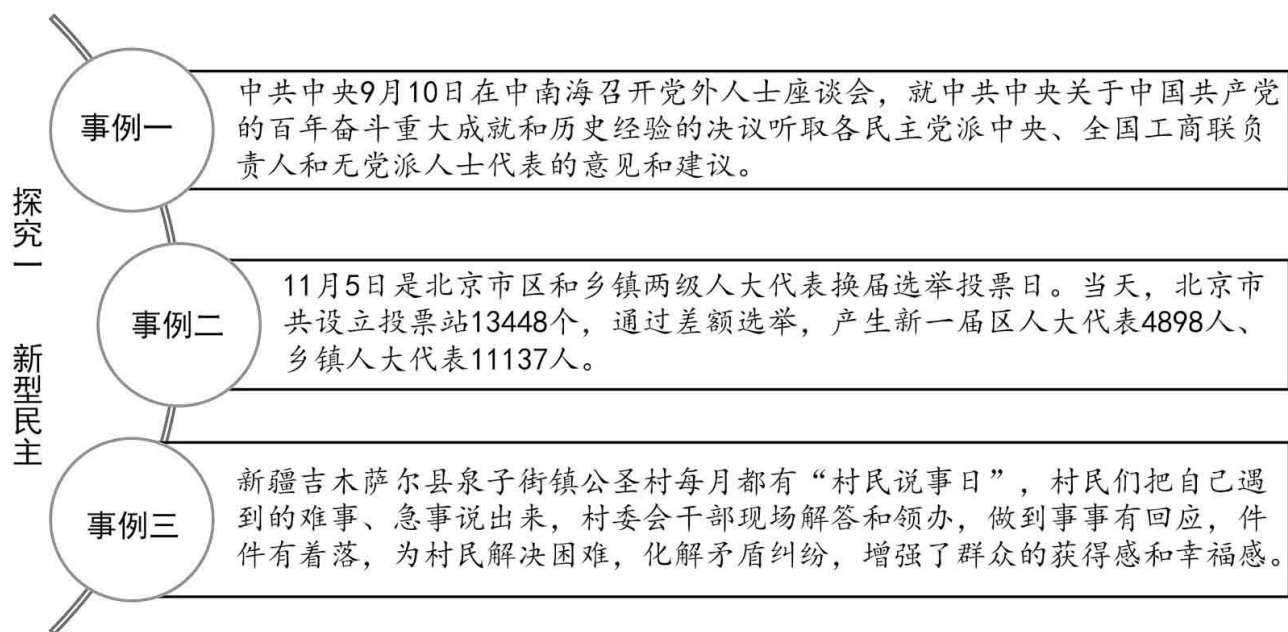 探究一 新型民主
事例一
中共中央9月10日在中南海召开党外人士座谈会，就中共中央关于中国共产党
的百年奋斗重大成就和历史经验的决议听取各民主党派中央、全国工商联负
责人和无党派人士代表的意见和建议。
事例二
11月5日是北京市区和乡镇两级人大代表换届选举投票日。当天，北京市
共设立投票站13448个，通过差额选举，产生新一届区人大代表4898人、
乡镇人大代表11137人。
事例三
新疆吉木萨尔县泉子街镇公圣村每月都有“村民说事日”，村民们把自己遇
到的难事、急事说出来，村委会干部现场解答和领办，做到事事有回应，件
件有着落，为村民解决困难，化解矛盾纠纷，增强了群众的获得感和幸福感。